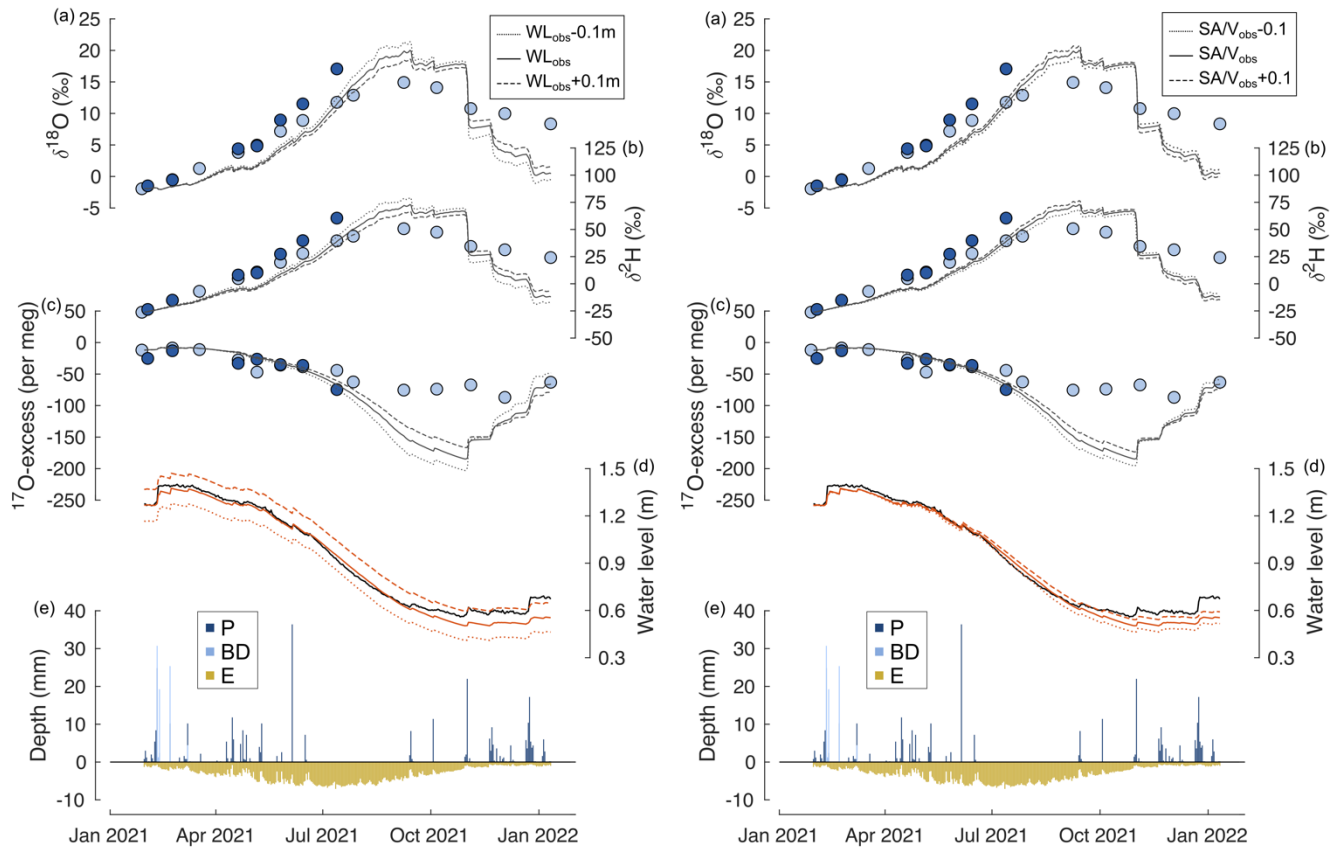 (a)
25
20
15
10
5
0
-5
δ18O (‰)
WLobs-0.1m
WLobs
WLobs+0.1m
(b)
125
100
75
50
25
0
-25
-50
δ2H (‰)
(c)
50
0
-50
-100
-150
-200
-250
17O-excess (per meg)
(d)
1.5
1.2
0.9
0.6
0.3
Water level (m)
(e)
40
30
20
10
0
-10
Depth (mm)
P
BD
E
Jan 2021 Apr 2021 Jul 2021 Oct 2021 Jan 2022
(a)
25
20
15
10
5
0
-5
δ18O (‰)
SA/Vobs-0.1
SA/Vobs
SA/Vobs+0.1
(b)
125
100
75
50
25
0
-25
-50
δ2H (‰)
(c)
50
0
-50
-100
-150
-200
-250
17O-excess (per meg)
(d)
1.5
1.2
0.9
0.6
0.3
Water level (m)
(e)
40
30
20
10
0
-10
Depth (mm)
P
BD
E
Jan 2021 Apr 2021 Jul 2021 Oct 2021 Jan 2022